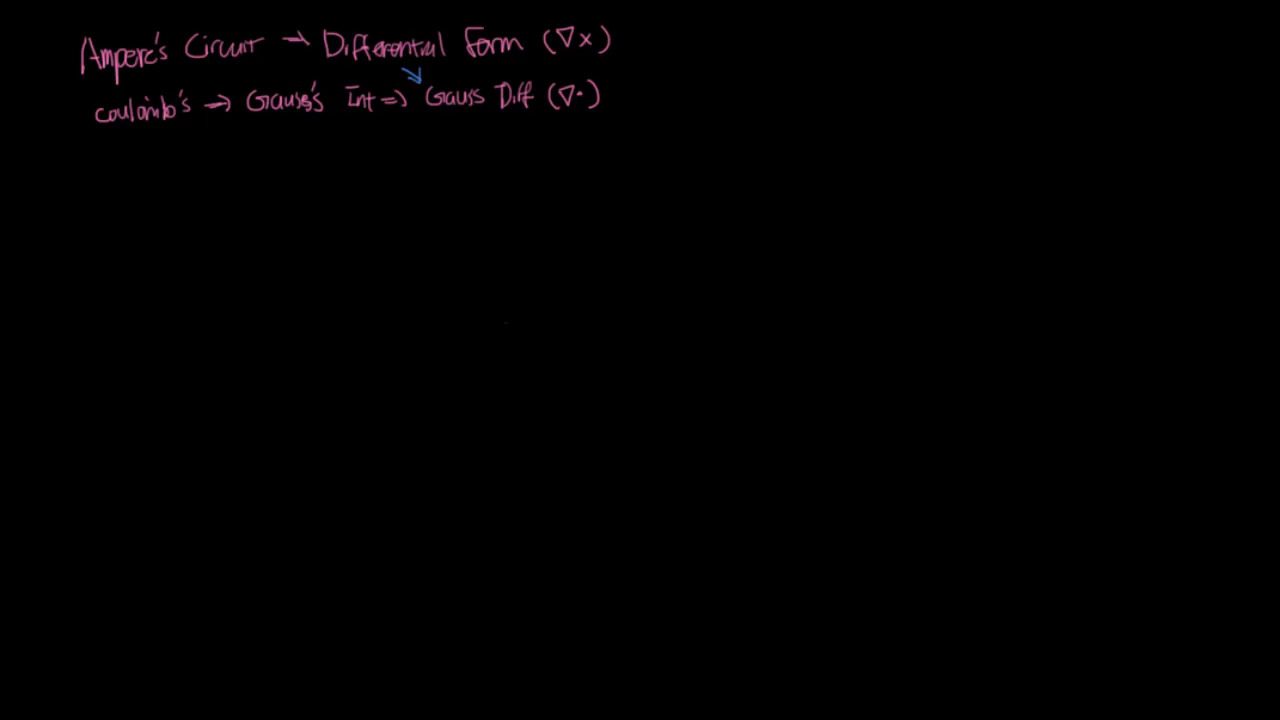 Ampere's Circuit → Differential Form (∇×)
Coulomb's → Gauss's Int ⇒ Gauss Diff (∇·)